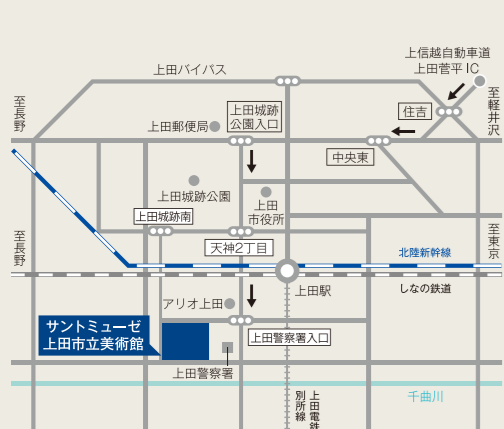 上信越自動車道
上田菅平IC
上田バイパス
至長野
至軽井沢
上田城跡
公園入口
住吉
上田郵便局
中央東
上田城跡公園
上田
市役所
上田城跡南
至長野
天神2丁目
至東京
北陸新幹線
上田駅
しなの鉄道
アリオ上田
サントミューゼ
上田市立美術館
上田警察署入口
上田警察署
千曲川
上田電鉄
別所線